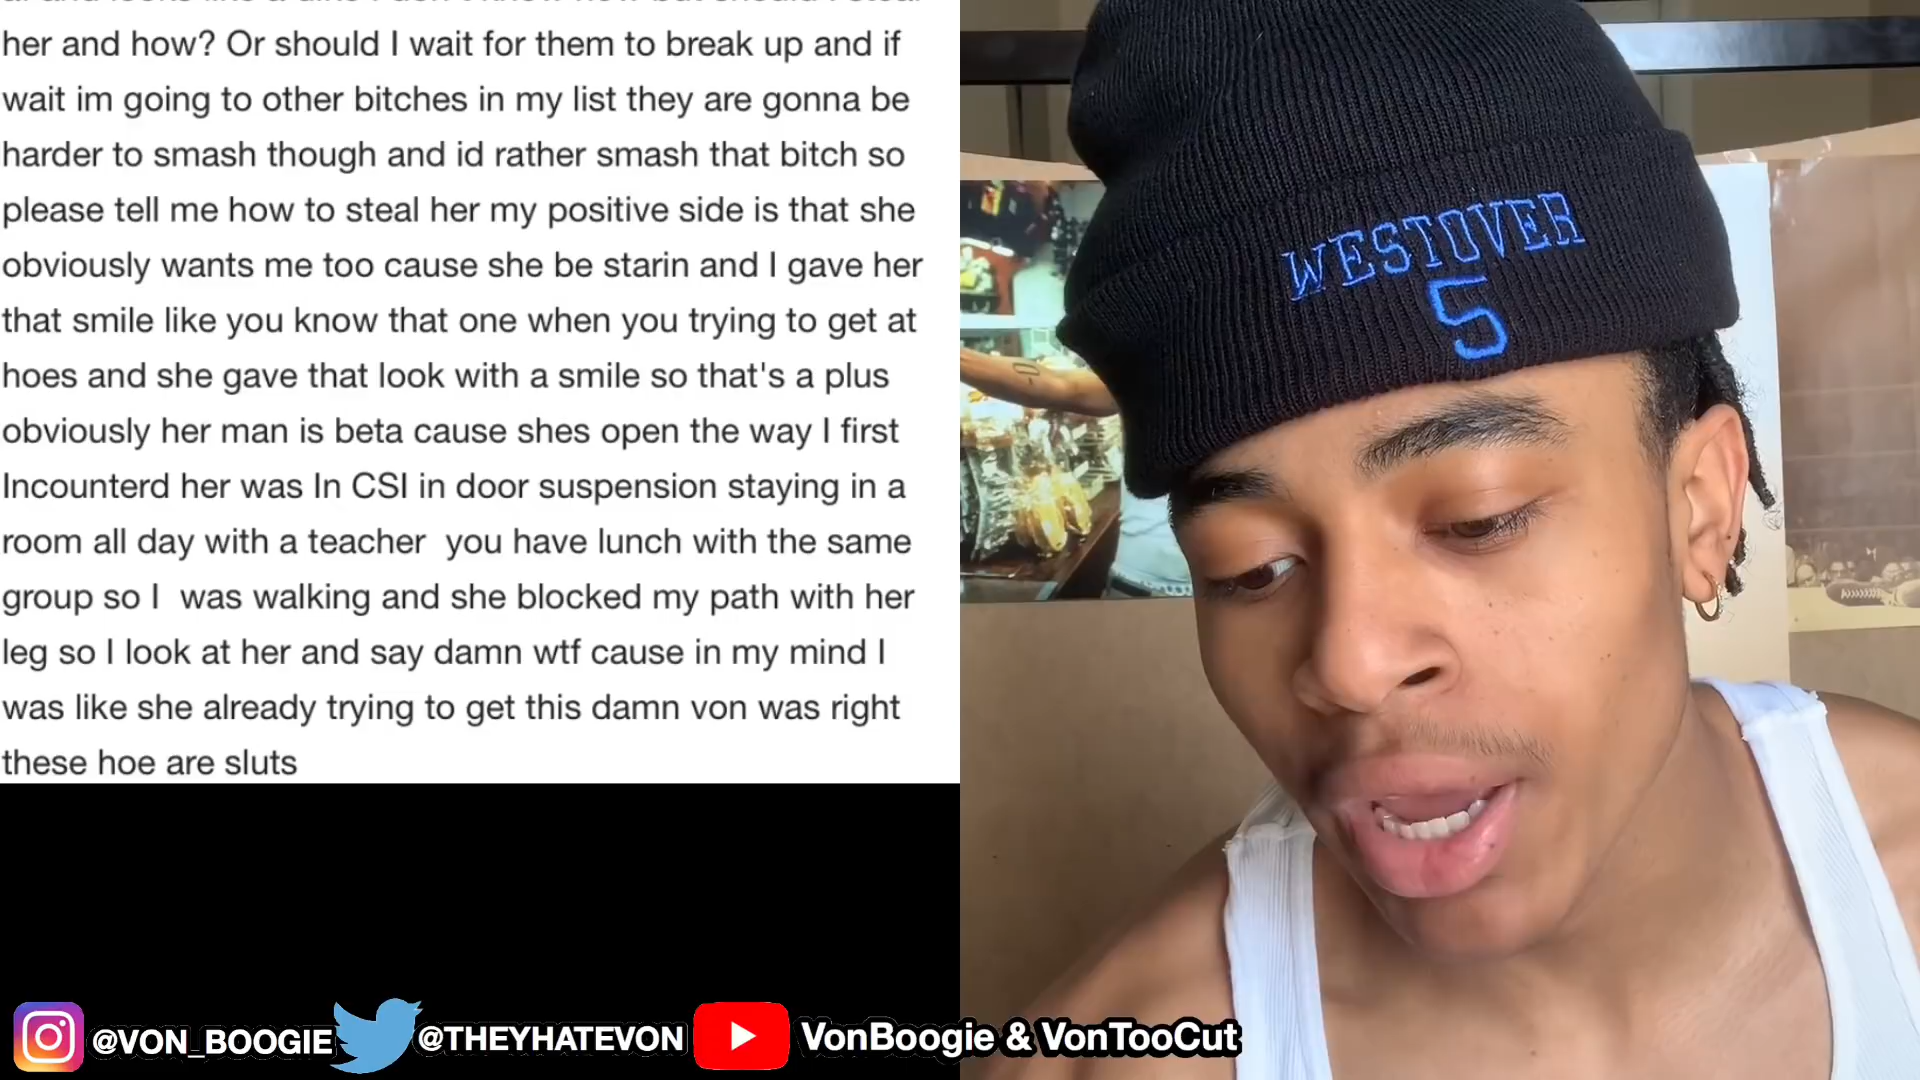 her and how? Or should I wait for them to break up and if
wait im going to other bitches in my list they are gonna be
harder to smash though and id rather smash that bitch so
please tell me how to steal her my positive side is that she
obviously wants me too cause she be starin and I gave her
that smile like you know that one when you trying to get at
hoes and she gave that look with a smile so that's a plus
obviously her man is beta cause shes open the way I first
Incounterd her was In CSI in door suspension staying in a
room all day with a teacher  you have lunch with the same
group so I  was walking and she blocked my path with her
leg so I look at her and say damn wtf cause in my mind I
was like she already trying to get this damn von was right
these hoe are sluts
WESTOVER
5
@VON_BOOGIE @THEYHATEVON VonBoogie & VonTooCut